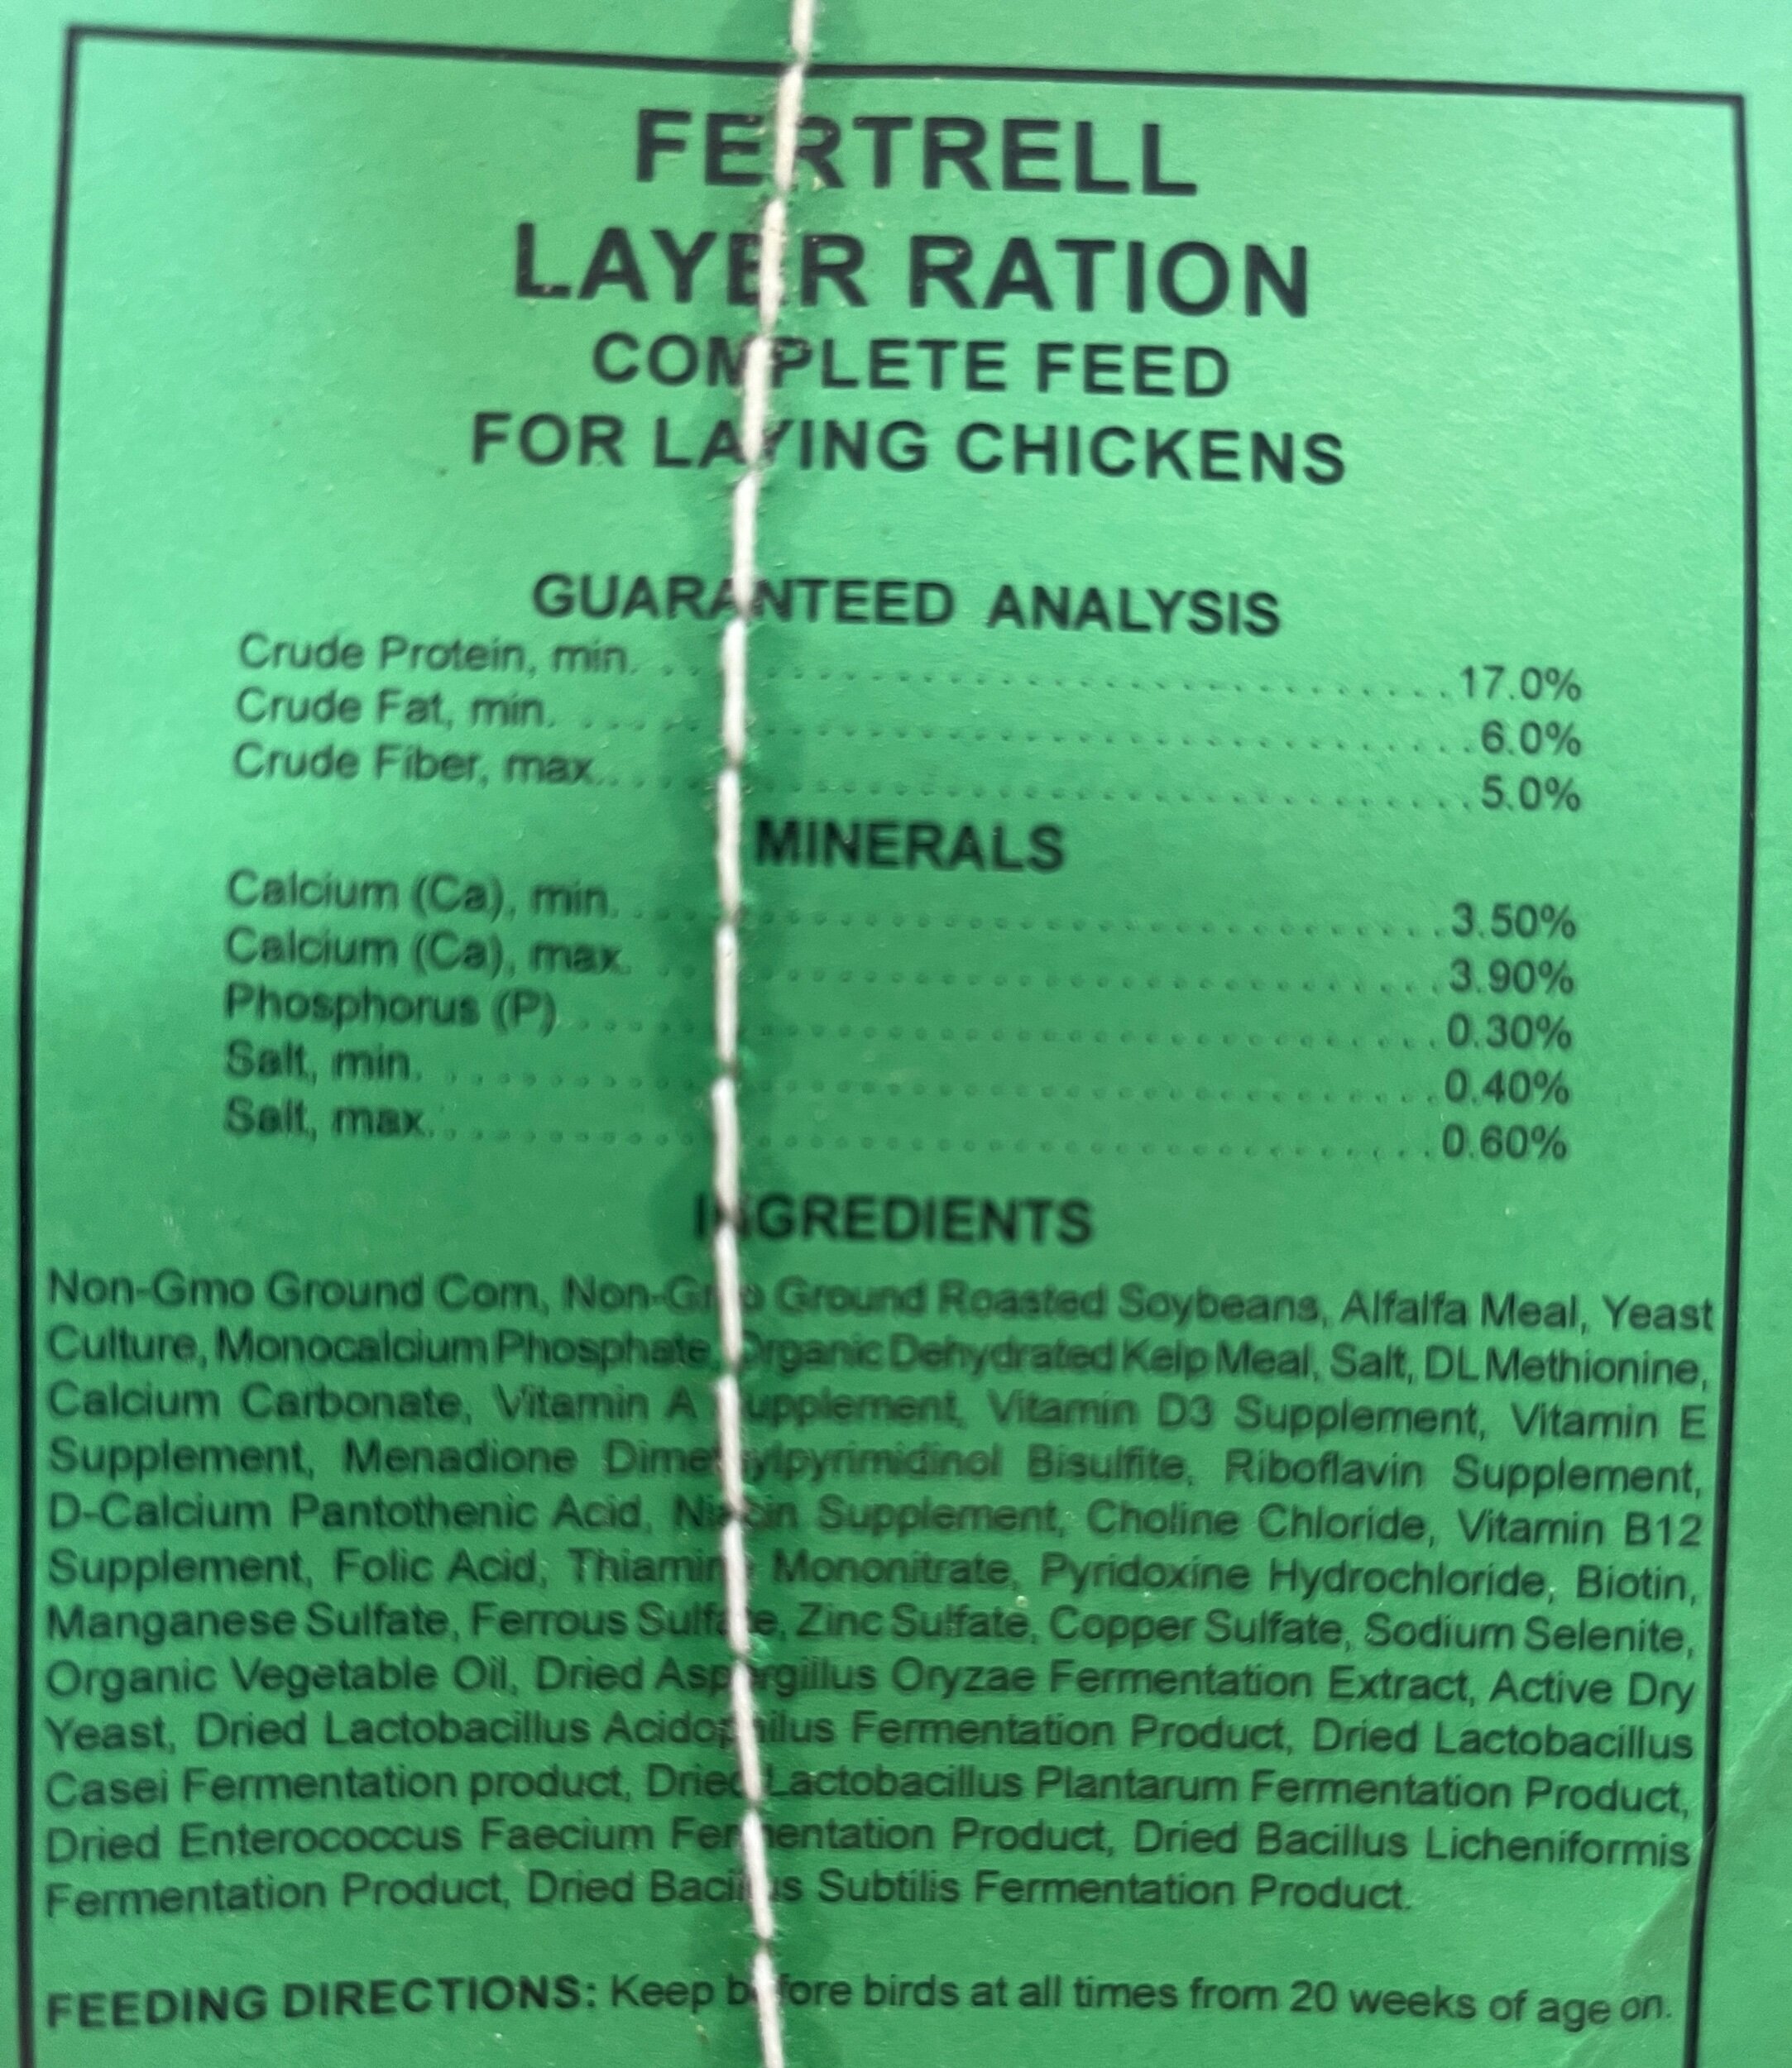 FERTRELL
LAYER RATION
COMPLETE FEED
FOR LAYING CHICKENS
GUARANTEED ANALYSIS
Crude Protein, min. . . . . . . . . . . . . . . . . . . . . . . . . . 17.0%
Crude Fat, min. . . . . . . . . . . . . . . . . . . . . . . . . . 6.0%
Crude Fiber, max. . . . . . . . . . . . . . . . . . . . . . . . . . 5.0%
MINERALS
Calcium (Ca), min. . . . . . . . . . . . . . . . . . . . . . . . . . 3.50%
Calcium (Ca), max. . . . . . . . . . . . . . . . . . . . . . . . . . 3.90%
Phosphorus (P) . . . . . . . . . . . . . . . . . . . . . . . . . . 0.30%
Salt, min. . . . . . . . . . . . . . . . . . . . . . . . . . 0.40%
Salt, max. . . . . . . . . . . . . . . . . . . . . . . . . . 0.60%
INGREDIENTS
Non-Gmo Ground Corn, Non-Gmo Ground Roasted Soybeans, Alfalfa Meal, Yeast
Culture, Monocalcium Phosphate, Organic Dehydrated Kelp Meal, Salt, DL Methionine,
Calcium Carbonate, Vitamin A Supplement, Vitamin D3 Supplement, Vitamin E
Supplement, Menadione Dimethylpyrimidinol Bisulfite, Riboflavin Supplement,
D-Calcium Pantothenic Acid, Niacin Supplement, Choline Chloride, Vitamin B12
Supplement, Folic Acid, Thiamine Mononitrate, Pyridoxine Hydrochloride, Biotin,
Manganese Sulfate, Ferrous Sulfate, Zinc Sulfate, Copper Sulfate, Sodium Selenite,
Organic Vegetable Oil, Dried Aspergillus Oryzae Fermentation Extract, Active Dry
Yeast, Dried Lactobacillus Acidophilus Fermentation Product, Dried Lactobacillus
Casei Fermentation product, Dried Lactobacillus Plantarum Fermentation Product,
Dried Enterococcus Faecium Fermentation Product, Dried Bacillus Licheniformis
Fermentation Product, Dried Bacillus Subtilis Fermentation Product.
FEEDING DIRECTIONS: Keep before birds at all times from 20 weeks of age on.